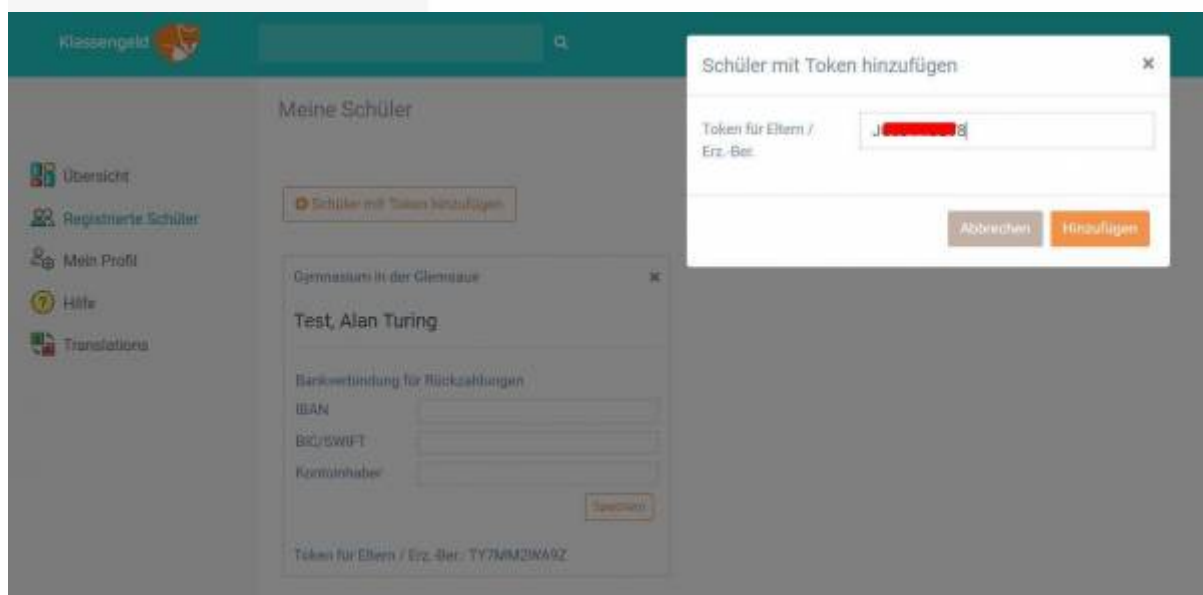 Klassengeld
Schüler mit Token hinzufügen
Meine Schüler
Token für Eltern /
Erz.-Ber.
Übersicht
Registrierte Schüler
Mein Profil
Hilfe
Translations
Schüler mit Token hinzufügen
Abbrechen
Hinzufügen
Gymnasium in der Glemsaue
Test, Alan Turing
Bankverbindung für Rückzahlungen
IBAN
BIC/SWIFT
Kontoinhaber
Speichern
Token für Eltern / Erz.-Ber.: